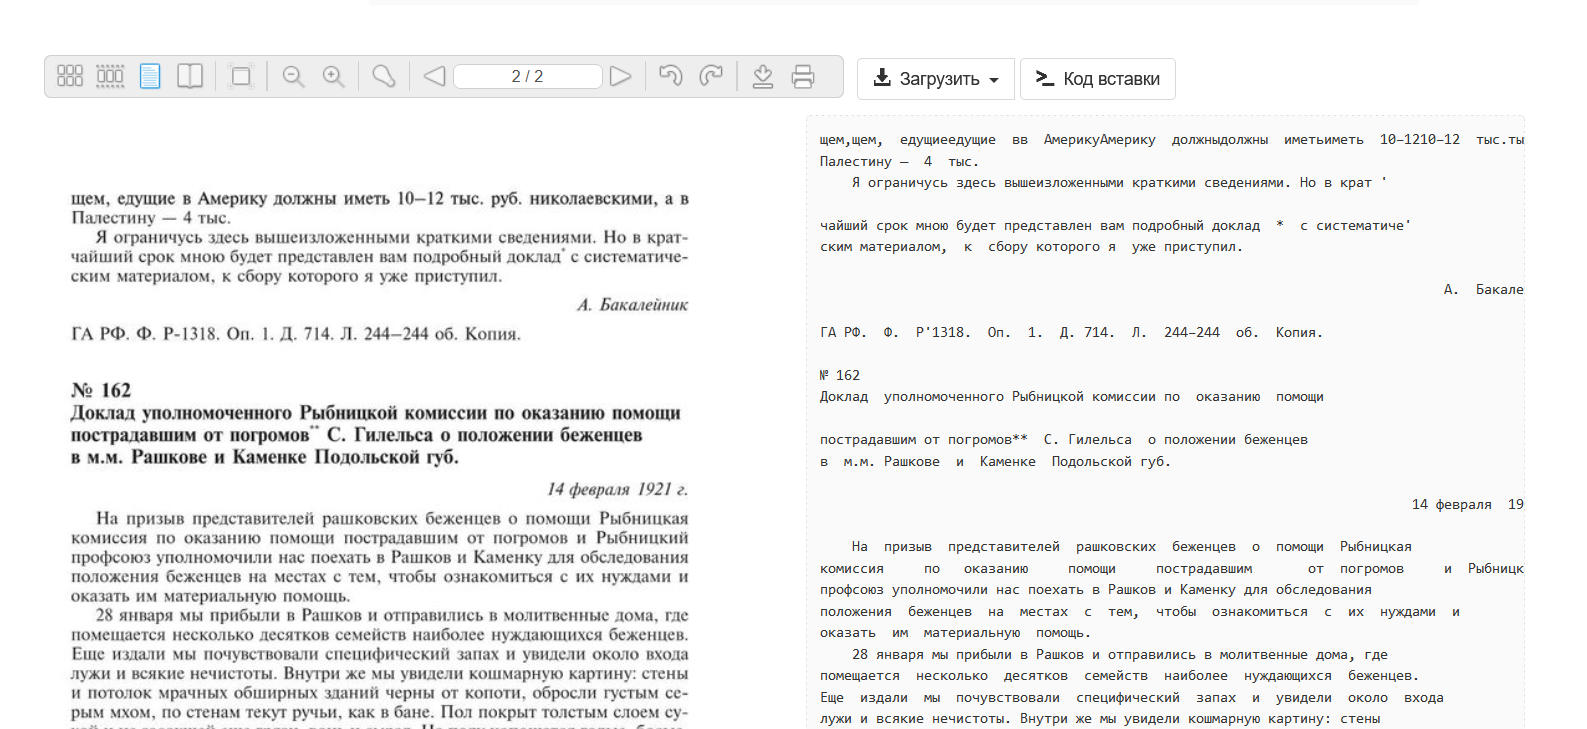 2 / 2
Загрузить
Код вставки
щем, едущие в Америку должны иметь 10–12 тыс. руб. николаевскими, а в
Палестину — 4 тыс.
Я ограничусь здесь вышеизложенными краткими сведениями. Но в крат-
чайший срок мною будет представлен вам подробный доклад* с систематиче-
ским материалом, к сбору которого я уже приступил.
А. Бакалейник
ГА РФ. Ф. Р-1318. Оп. 1. Д. 714. Л. 244–244 об. Копия.
№ 162
Доклад уполномоченного Рыбницкой комиссии по оказанию помощи
пострадавшим от погромов** С. Гилельса о положении беженцев
в м.м. Рашкове и Каменке Подольской губ.
14 февраля 1921 г.
На призыв представителей рашковских беженцев о помощи Рыбницкая
комиссия по оказанию помощи пострадавшим от погромов и Рыбницкий
профсоюз уполномочили нас поехать в Рашков и Каменку для обследования
положения беженцев на местах с тем, чтобы ознакомиться с их нуждами и
оказать им материальную помощь.
28 января мы прибыли в Рашков и отправились в молитвенные дома, где
помещается несколько десятков семейств наиболее нуждающихся беженцев.
Еще издали мы почувствовали специфический запах и увидели около входа
лужи и всякие нечистоты. Внутри же мы увидели кошмарную картину: стены
и потолок мрачных обширных зданий черны от копоти, обросли густым се-
рым мхом, по стенам текут ручьи, как в бане. Пол покрыт толстым слоем су-
щем,щем, едущиеедущие вв АмерикуАмерику должныдолжны иметьиметь 10–1210–12 тыс.ты
Палестину — 4 тыс.
Я ограничусь здесь вышеизложенными краткими сведениями. Но в крат '
чайший срок мною будет представлен вам подробный доклад * с систематиче'
ским материалом, к сбору которого я уже приступил.
А. Бакале
ГА РФ. Ф. Р'1318. Оп. 1. Д. 714. Л. 244–244 об. Копия.
№ 162
Доклад уполномоченного Рыбницкой комиссии по оказанию помощи
пострадавшим от погромов** С. Гилельса о положении беженцев
в м.м. Рашкове и Каменке Подольской губ.
14 февраля 19
На призыв представителей рашковских беженцев о помощи Рыбницкая
комиссия по оказанию помощи пострадавшим от погромов и Рыбницк
профсоюз уполномочили нас поехать в Рашков и Каменку для обследования
положения беженцев на местах с тем, чтобы ознакомиться с их нуждами и
оказать им материальную помощь.
28 января мы прибыли в Рашков и отправились в молитвенные дома, где
помещается несколько десятков семейств наиболее нуждающихся беженцев.
Еще издали мы почувствовали специфический запах и увидели около входа
лужи и всякие нечистоты. Внутри же мы увидели кошмарную картину: стены